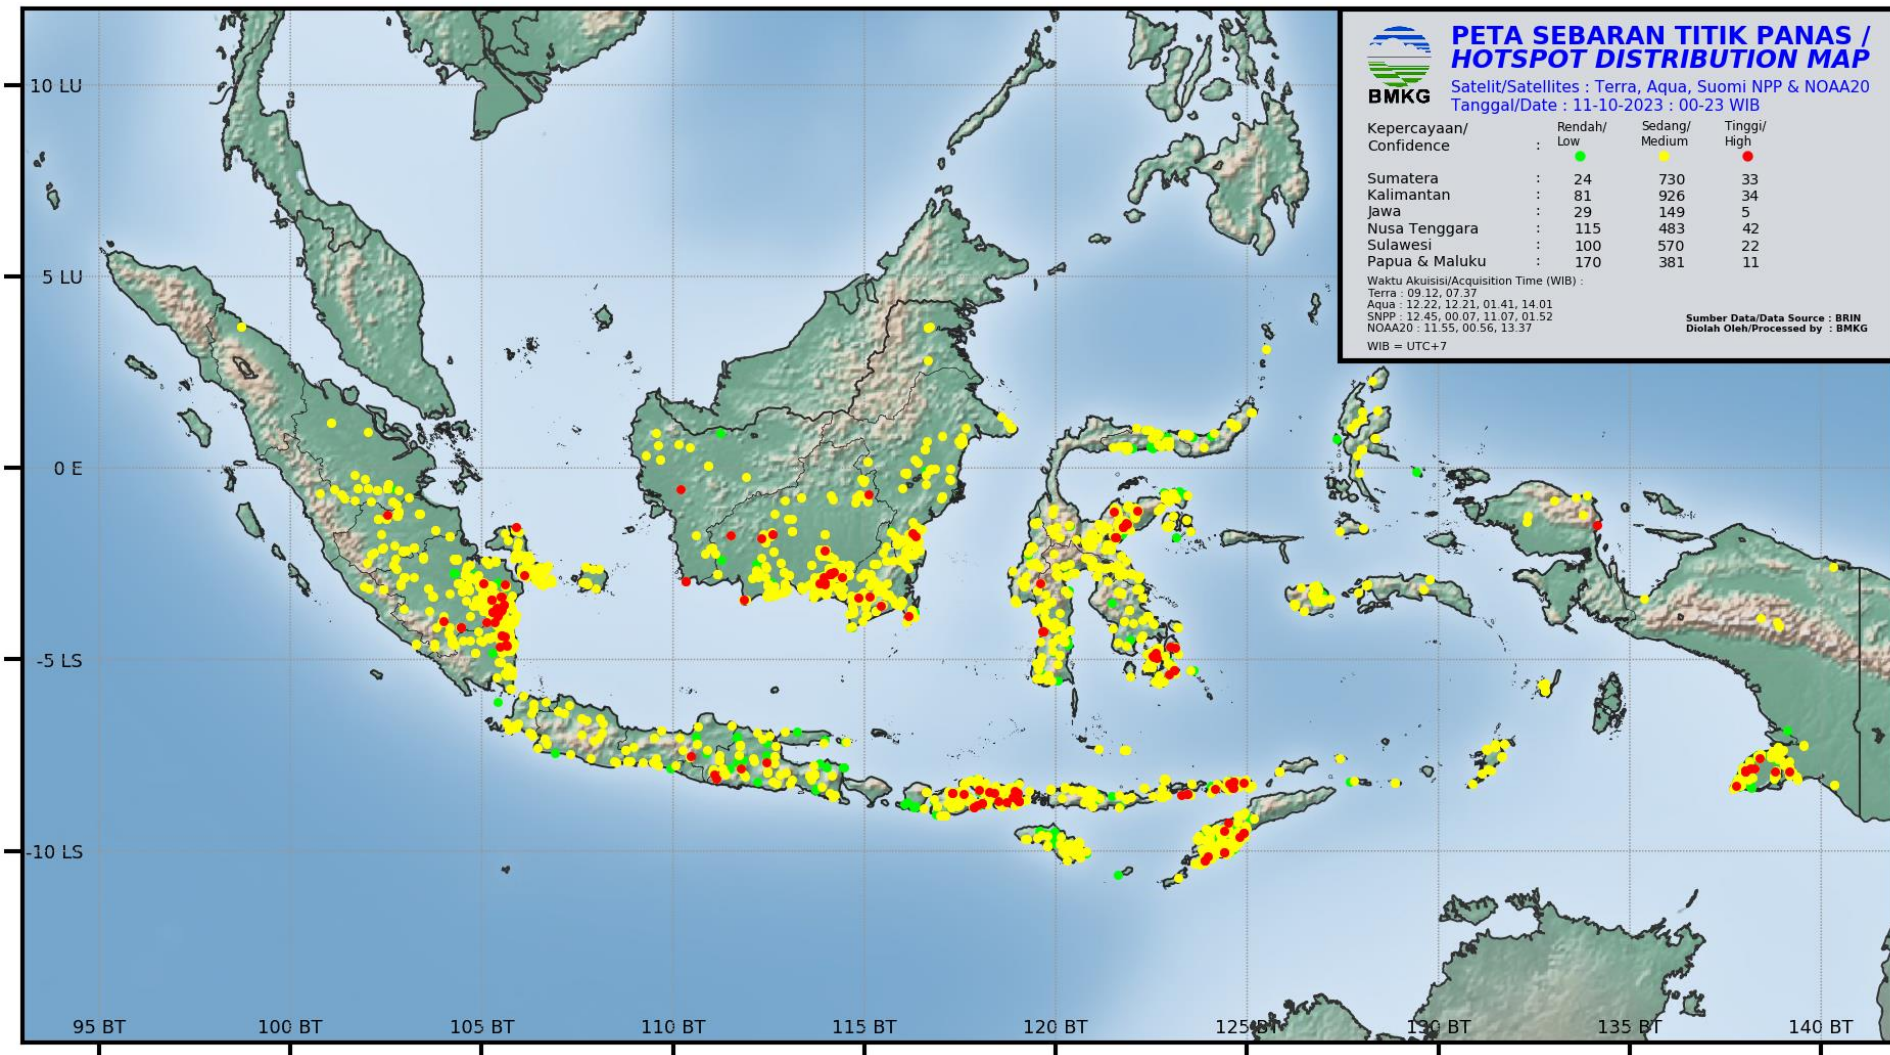 PETA SEBARAN TITIK PANAS /
HOTSPOT DISTRIBUTION MAP
BMKG
Satelit/Satellites : Terra, Aqua, Suomi NPP & NOAA20
Tanggal/Date : 11-10-2023 : 00-23 WIB
Kepercayaan/ Rendah/ Sedang/ Tinggi/
Confidence : Low Medium High
Sumatera : 24 730 33
Kalimantan : 81 926 34
Jawa : 29 149 5
Nusa Tenggara : 115 483 42
Sulawesi : 100 570 22
Papua & Maluku : 170 381 11
Waktu Akuisisi/Acquisition Time (WIB) :
Terra : 09.12, 07.37
Aqua : 12.22, 12.21, 01.41, 14.01
SNPP : 12.45, 00.07, 11.07, 01.52
NOAA20 : 11.55, 00.56, 13.37
Sumber Data/Data Source : BRIN
Diolah Oleh/Processed by : BMKG
WIB = UTC+7
10 LU
5 LU
0 E
-5 LS
-10 LS
95 BT 100 BT 105 BT 110 BT 115 BT 120 BT 125 BT 130 BT 135 BT 140 BT